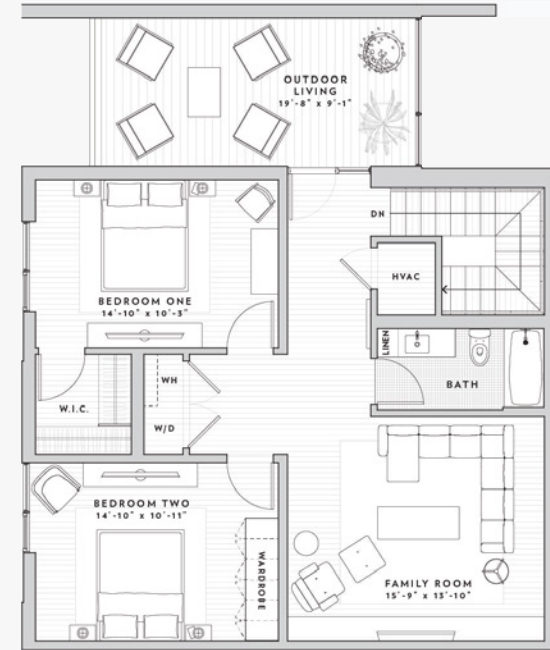 OUTDOOR
LIVING
19'-8" x 9'-1"
DN
HVAC
BEDROOM ONE
14'-10" x 10'-3"
LINEN
BATH
WH
W.I.C.
W/D
BEDROOM TWO
14'-10" x 10'-11"
WARDROBE
FAMILY ROOM
15'-9" x 13'-10"